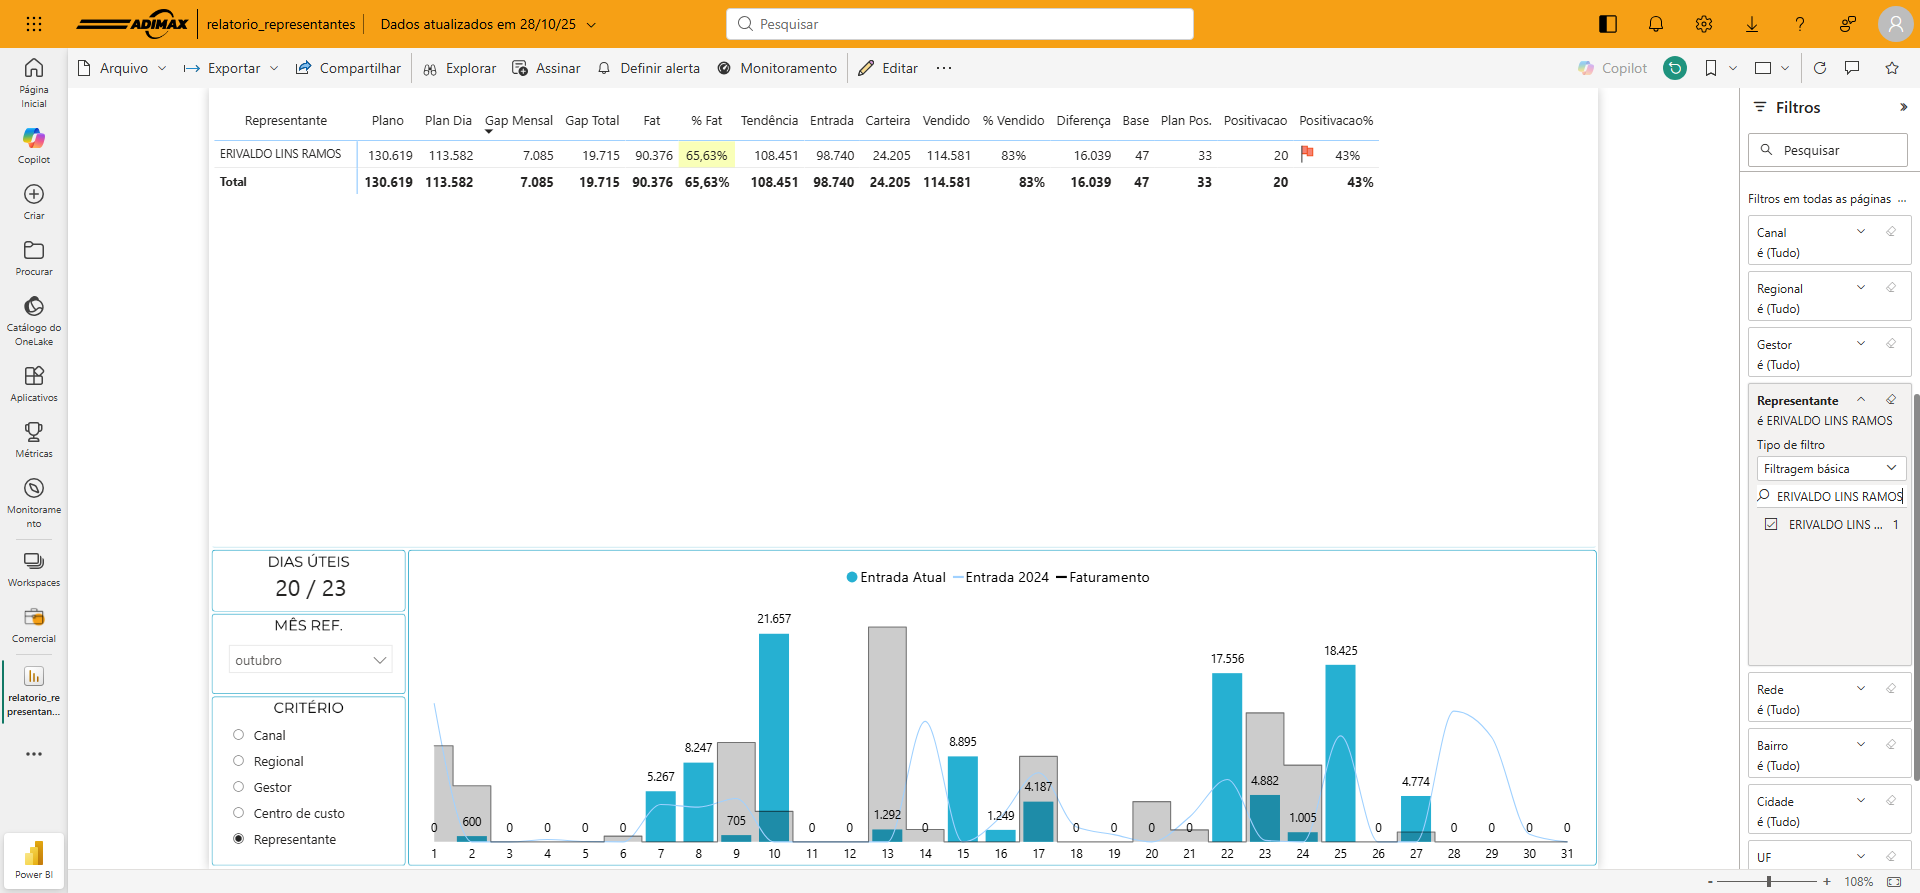 ADIMAX
relatorio_representantes
Dados atualizados em 28/10/25
Pesquisar
Arquivo
Exportar
Compartilhar
Explorar
Assinar
Definir alerta
Monitoramento
Editar
Copilot
Página
Inicial
Copilot
Criar
Procurar
Catálogo do
OneLake
Aplicativos
Métricas
Monitorame
nto
Workspaces
Comercial
relatorio_re
presentan...
Power BI
Representante Plano Plan Dia Gap Mensal Gap Total Fat % Fat Tendência Entrada Carteira Vendido % Vendido Diferença Base Plan Pos. Positivacao Positivacao%
ERIVALDO LINS RAMOS 130.619 113.582 7.085 19.715 90.376 65,63% 108.451 98.740 24.205 114.581 83% 16.039 47 33 20 43%
Total 130.619 113.582 7.085 19.715 90.376 65,63% 108.451 98.740 24.205 114.581 83% 16.039 47 33 20 43%
DIAS ÚTEIS
20 / 23
MÊS REF.
outubro
CRITÉRIO
Canal
Regional
Gestor
Centro de custo
Representante
Entrada Atual Entrada 2024 Faturamento
0 600 0 0 0 0 5.267 8.247 705 21.657 0 0 1.292 0 8.895 1.249 4.187 0 0 0 0 17.556 4.882 1.005 18.425 0 4.774 0 0 0 0
1 2 3 4 5 6 7 8 9 10 11 12 13 14 15 16 17 18 19 20 21 22 23 24 25 26 27 28 29 30 31
Filtros
Pesquisar
Filtros em todas as páginas ...
Canal
é (Tudo)
Regional
é (Tudo)
Gestor
é (Tudo)
Representante
é ERIVALDO LINS RAMOS
Tipo de filtro
Filtragem básica
ERIVALDO LINS RAMOS
ERIVALDO LINS ... 1
Rede
é (Tudo)
Bairro
é (Tudo)
Cidade
é (Tudo)
UF
- + 108%